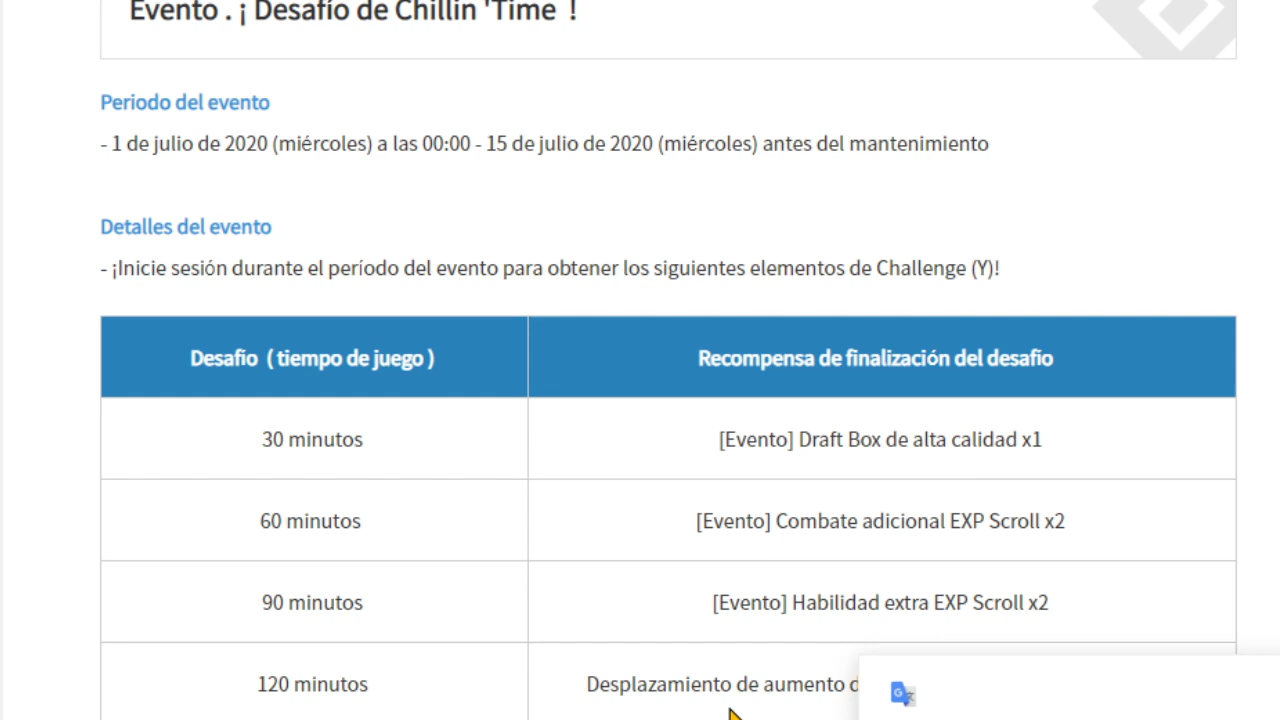 Evento . ¡ Desafío de Chillin 'Time !
Periodo del evento
- 1 de julio de 2020 (miércoles) a las 00:00 - 15 de julio de 2020 (miércoles) antes del mantenimiento
Detalles del evento
- ¡Inicie sesión durante el período del evento para obtener los siguientes elementos de Challenge (Y)!
Desafío ( tiempo de juego ) Recompensa de finalización del desafío
30 minutos [Evento] Draft Box de alta calidad x1
60 minutos [Evento] Combate adicional EXP Scroll x2
90 minutos [Evento] Habilidad extra EXP Scroll x2
120 minutos Desplazamiento de aumento